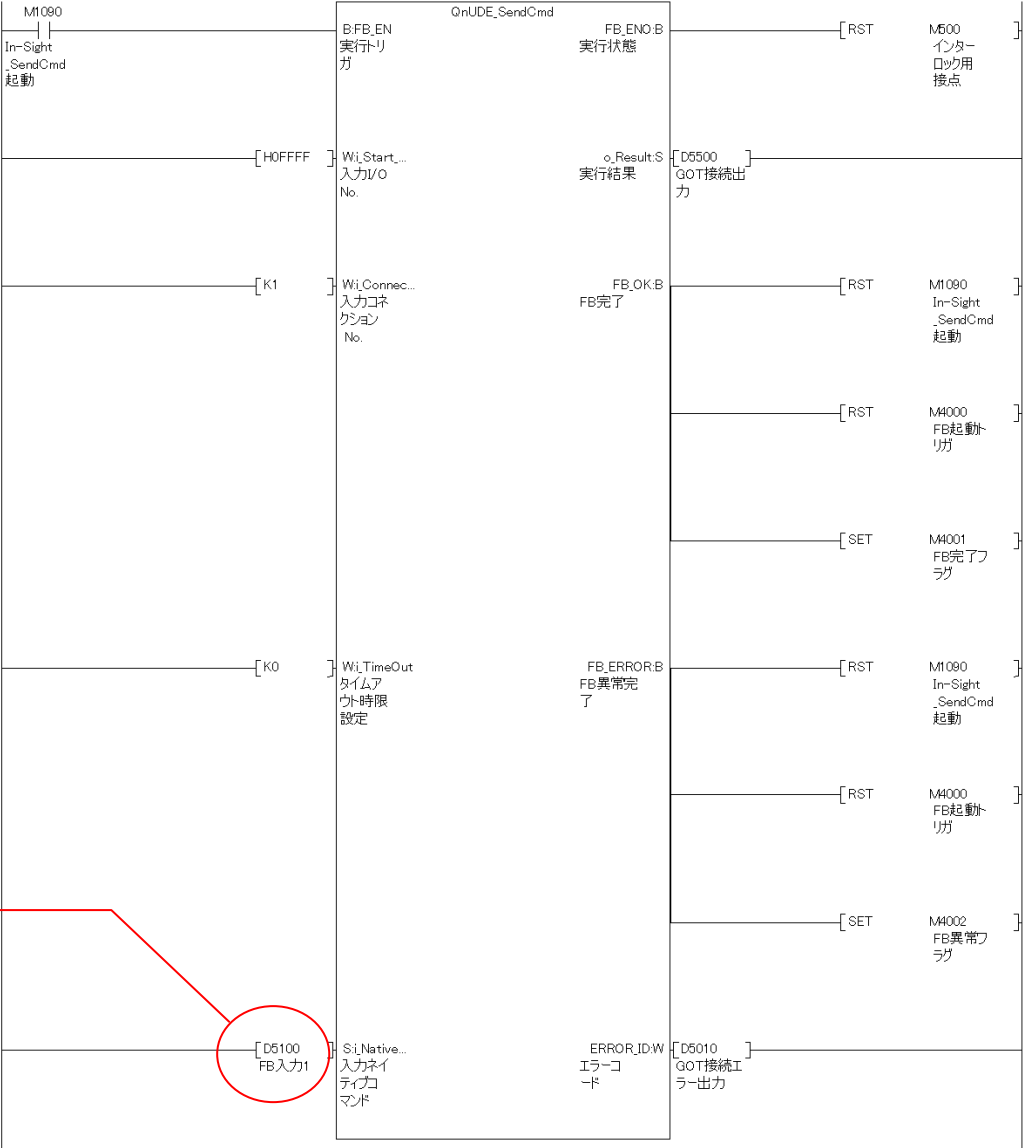 M1090
In-Sight
_SendCmd
起動
QnUDE_SendCmd
B:FB_EN
実行トリ
ガ
FB_ENO:B
実行状態
RST M500
インター
ロック用
接点
H0FFFF
W:i_Start_...
入力I/O
No.
o_Result:S
実行結果
D5500
GOT接続出
力
K1
W:i_Connec...
入力コネ
クション
No.
FB_OK:B
FB完了
RST M1090
In-Sight
_SendCmd
起動
RST M4000
FB起動ト
リガ
SET M4001
FB完了フ
ラグ
K0
W:i_TimeOut
タイムア
ウト時限
設定
FB_ERROR:B
FB異常完
了
RST M1090
In-Sight
_SendCmd
起動
RST M4000
FB起動ト
リガ
SET M4002
FB異常フ
ラグ
D5100
FB入力1
S:i_Native...
入力ネイ
ティブコ
マンド
ERROR_ID:W
エラーコ
ード
D5010
GOT接続エ
ラー出力